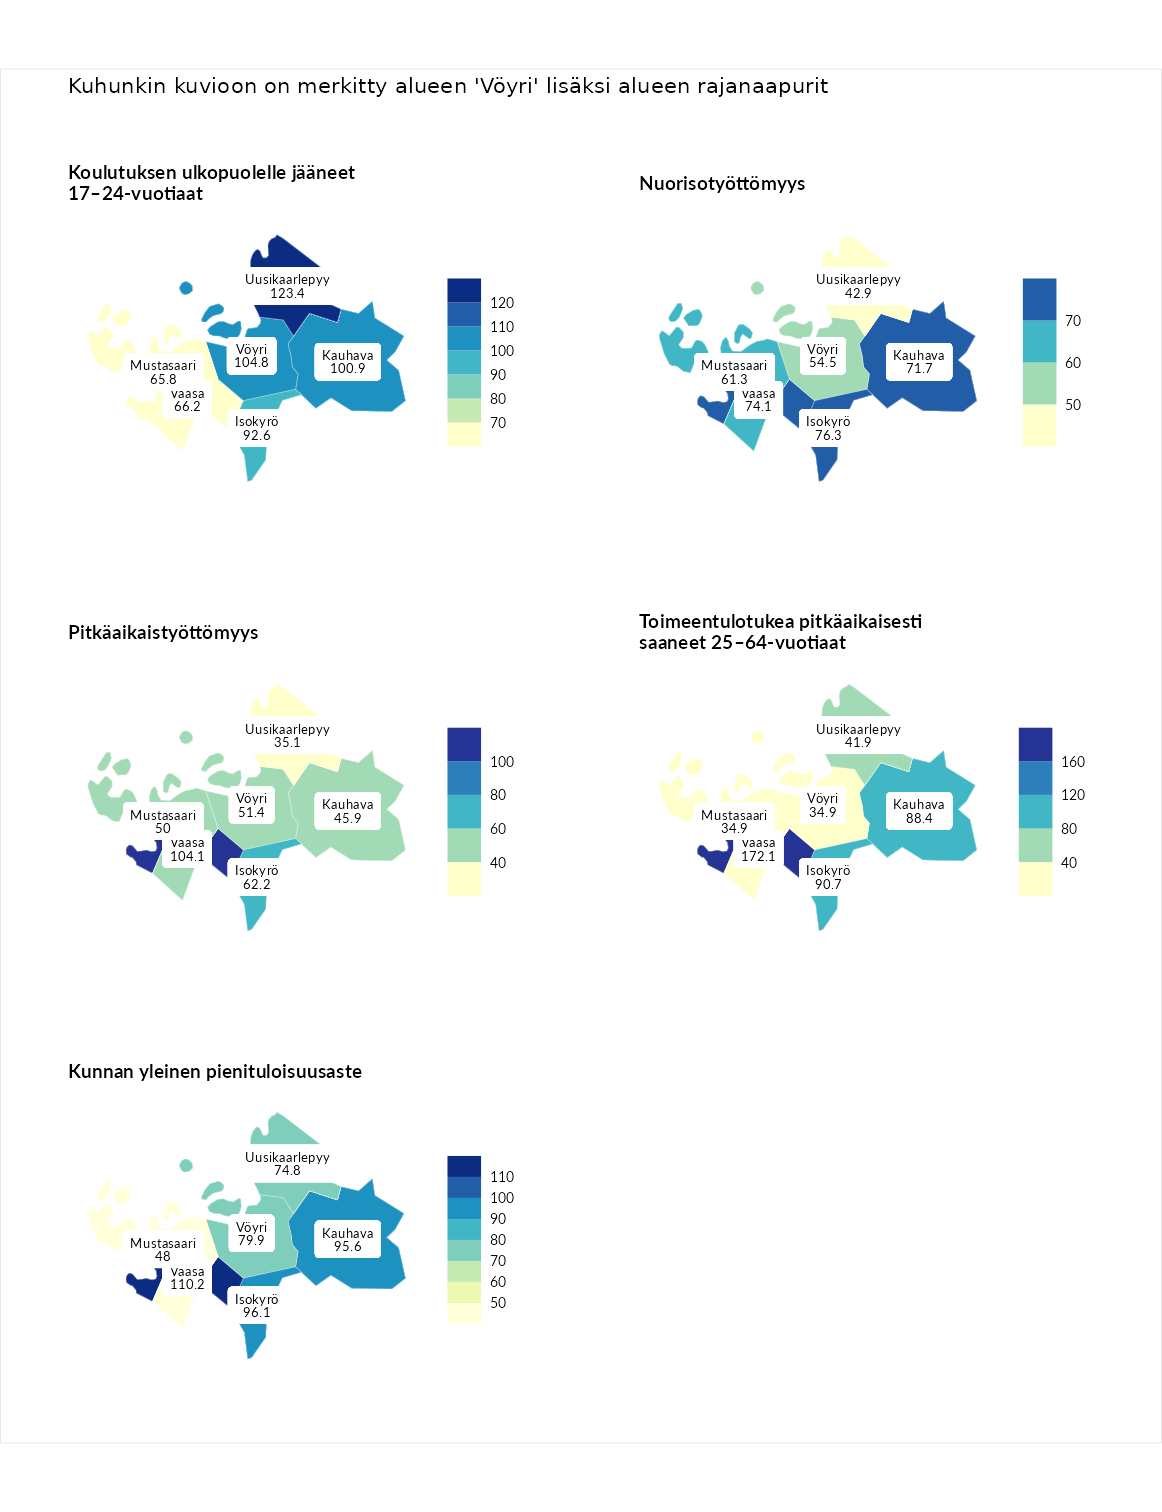 Kuhunkin kuvioon on merkitty alueen 'Vöyri' lisäksi alueen rajanaapurit
Koulutuksen ulkopuolelle jääneet
17–24-vuotiaat
Uusikaarlepyy
123.4
Vöyri
104.8
Kauhava
100.9
Mustasaari
65.8
Vaasa
66.2
Isokyrö
92.6
120
110
100
90
80
70
Nuorisotyöttömyys
Uusikaarlepyy
42.9
Vöyri
54.5
Kauhava
71.7
Mustasaari
61.3
Vaasa
74.1
Isokyrö
76.3
70
60
50
Pitkäaikaistyöttömyys
Uusikaarlepyy
35.1
Vöyri
51.4
Kauhava
45.9
Mustasaari
50
Vaasa
104.1
Isokyrö
62.2
100
80
60
40
Toimeentulotukea pitkäaikaisesti
saaneet 25–64-vuotiaat
Uusikaarlepyy
41.9
Vöyri
34.9
Kauhava
88.4
Mustasaari
34.9
Vaasa
172.1
Isokyrö
90.7
160
120
80
40
Kunnan yleinen pienituloisuusaste
Uusikaarlepyy
74.8
Vöyri
79.9
Kauhava
95.6
Mustasaari
48
Vaasa
110.2
Isokyrö
96.1
110
100
90
80
70
60
50